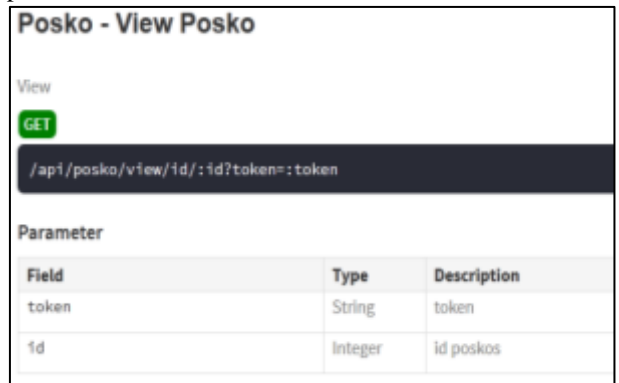 Posko - View Posko
View
GET
/api/posko/view/id/:id?token=:token
Parameter
Field Type Description
token String token
id Integer id poskos